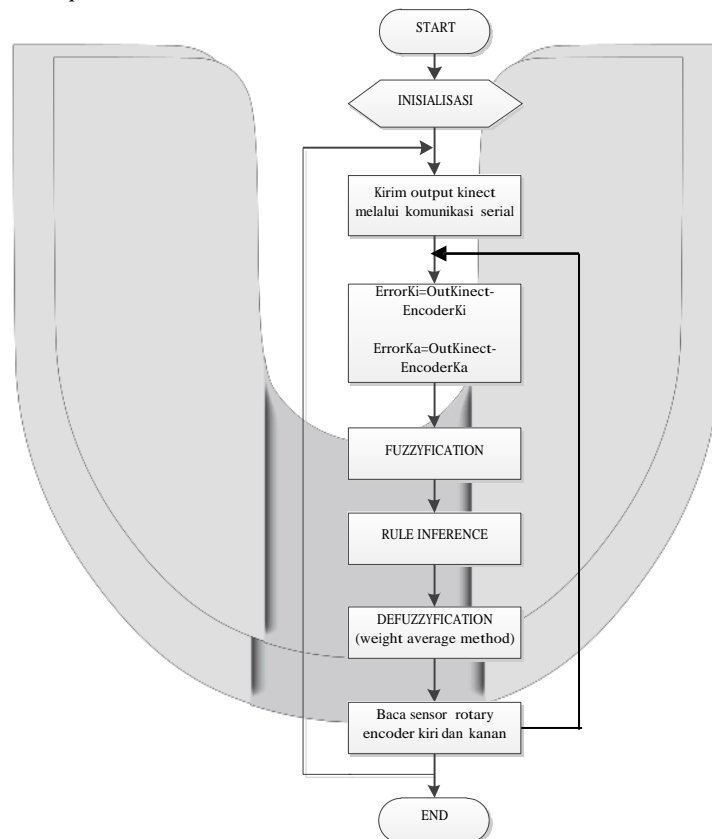 START
INISIALISASI
Kirim output kinect
melalui komunikasi serial
ErrorKi=OutKinect-
EncoderKi
ErrorKa=OutKinect-
EncoderKa
FUZZYFICATION
RULE INFERENCE
DEFUZZYFICATION
(weight average method)
Baca sensor rotary
encoder kiri dan kanan
END